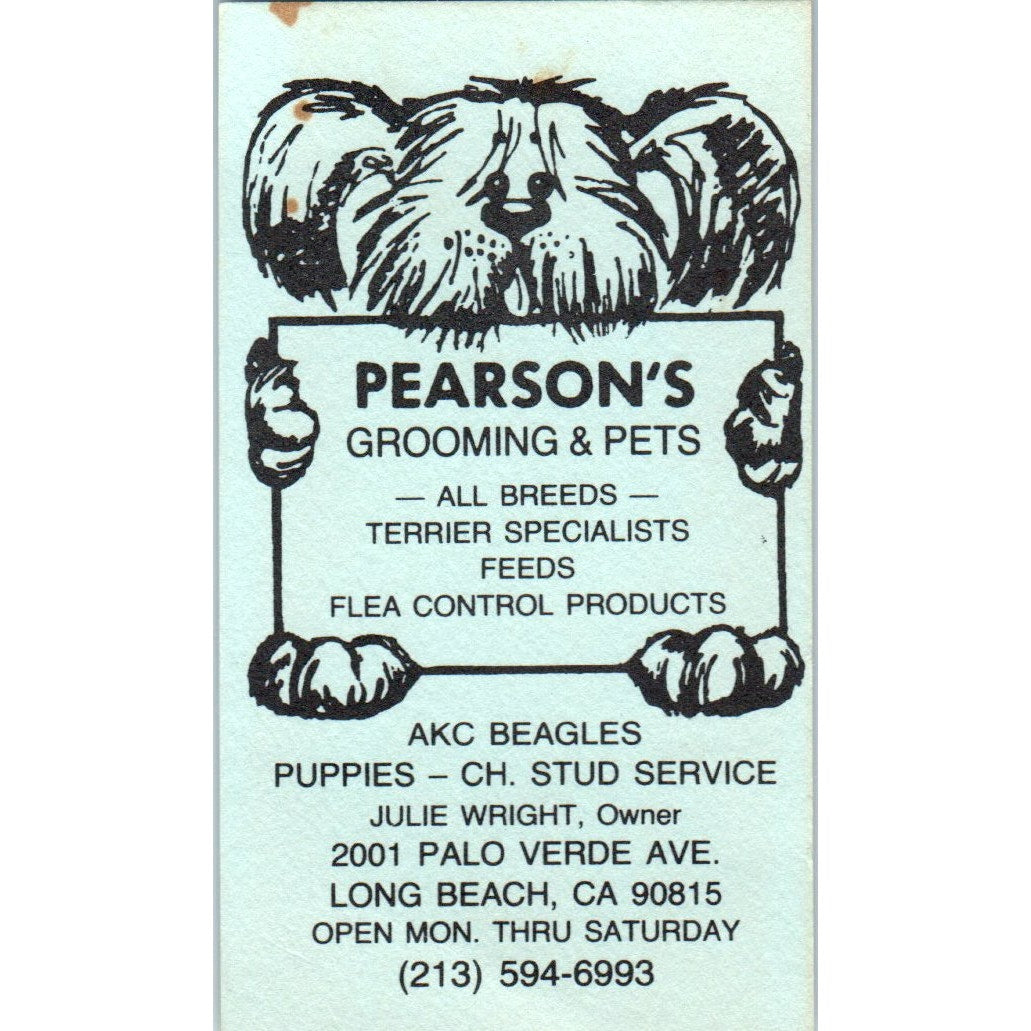 PEARSON'S
GROOMING & PETS
— ALL BREEDS —
TERRIER SPECIALISTS
FEEDS
FLEA CONTROL PRODUCTS
AKC BEAGLES
PUPPIES – CH. STUD SERVICE
JULIE WRIGHT, Owner
2001 PALO VERDE AVE.
LONG BEACH, CA 90815
OPEN MON. THRU SATURDAY
(213) 594-6993